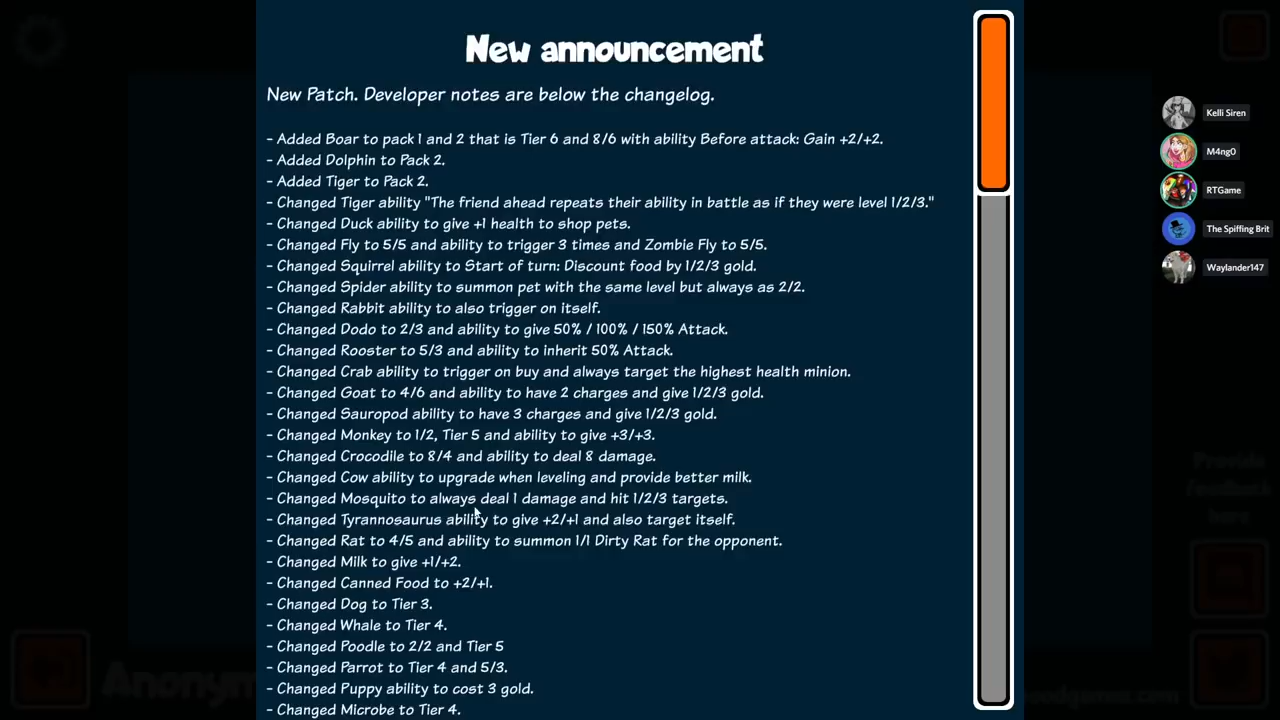 New announcement
New Patch. Developer notes are below the changelog.
- Added Boar to pack 1 and 2 that is Tier 6 and 8/6 with ability Before attack: Gain +2/+2.
- Added Dolphin to Pack 2.
- Added Tiger to Pack 2.
- Changed Tiger ability "The friend ahead repeats their ability in battle as if they were level 1/2/3."
- Changed Duck ability to give +1 health to shop pets.
- Changed Fly to 5/5 and ability to trigger 3 times and Zombie Fly to 5/5.
- Changed Squirrel ability to Start of turn: Discount food by 1/2/3 gold.
- Changed Spider ability to summon pet with the same level but always as 2/2.
- Changed Rabbit ability to also trigger on itself.
- Changed Dodo to 2/3 and ability to give 50% / 100% / 150% Attack.
- Changed Rooster to 5/3 and ability to inherit 50% Attack.
- Changed Crab ability to trigger on buy and always target the highest health minion.
- Changed Goat to 4/6 and ability to have 2 charges and give 1/2/3 gold.
- Changed Sauropod ability to have 3 charges and give 1/2/3 gold.
- Changed Monkey to 1/2, Tier 5 and ability to give +3/+3.
- Changed Crocodile to 8/4 and ability to deal 8 damage.
- Changed Cow ability to upgrade when leveling and provide better milk.
- Changed Mosquito to always deal 1 damage and hit 1/2/3 targets.
- Changed Tyrannosaurus ability to give +2/+1 and also target itself.
- Changed Rat to 4/5 and ability to summon 1/1 Dirty Rat for the opponent.
- Changed Milk to give +1/+2.
- Changed Canned Food to +2/+1.
- Changed Dog to Tier 3.
- Changed Whale to Tier 4.
- Changed Poodle to 2/2 and Tier 5
- Changed Parrot to Tier 4 and 5/3.
- Changed Puppy ability to cost 3 gold.
- Changed Microbe to Tier 4.
Kelli Siren
M4ng0
RTGame
The Spiffing Brit
Waylander147
Provide
feedback
here
Anonym